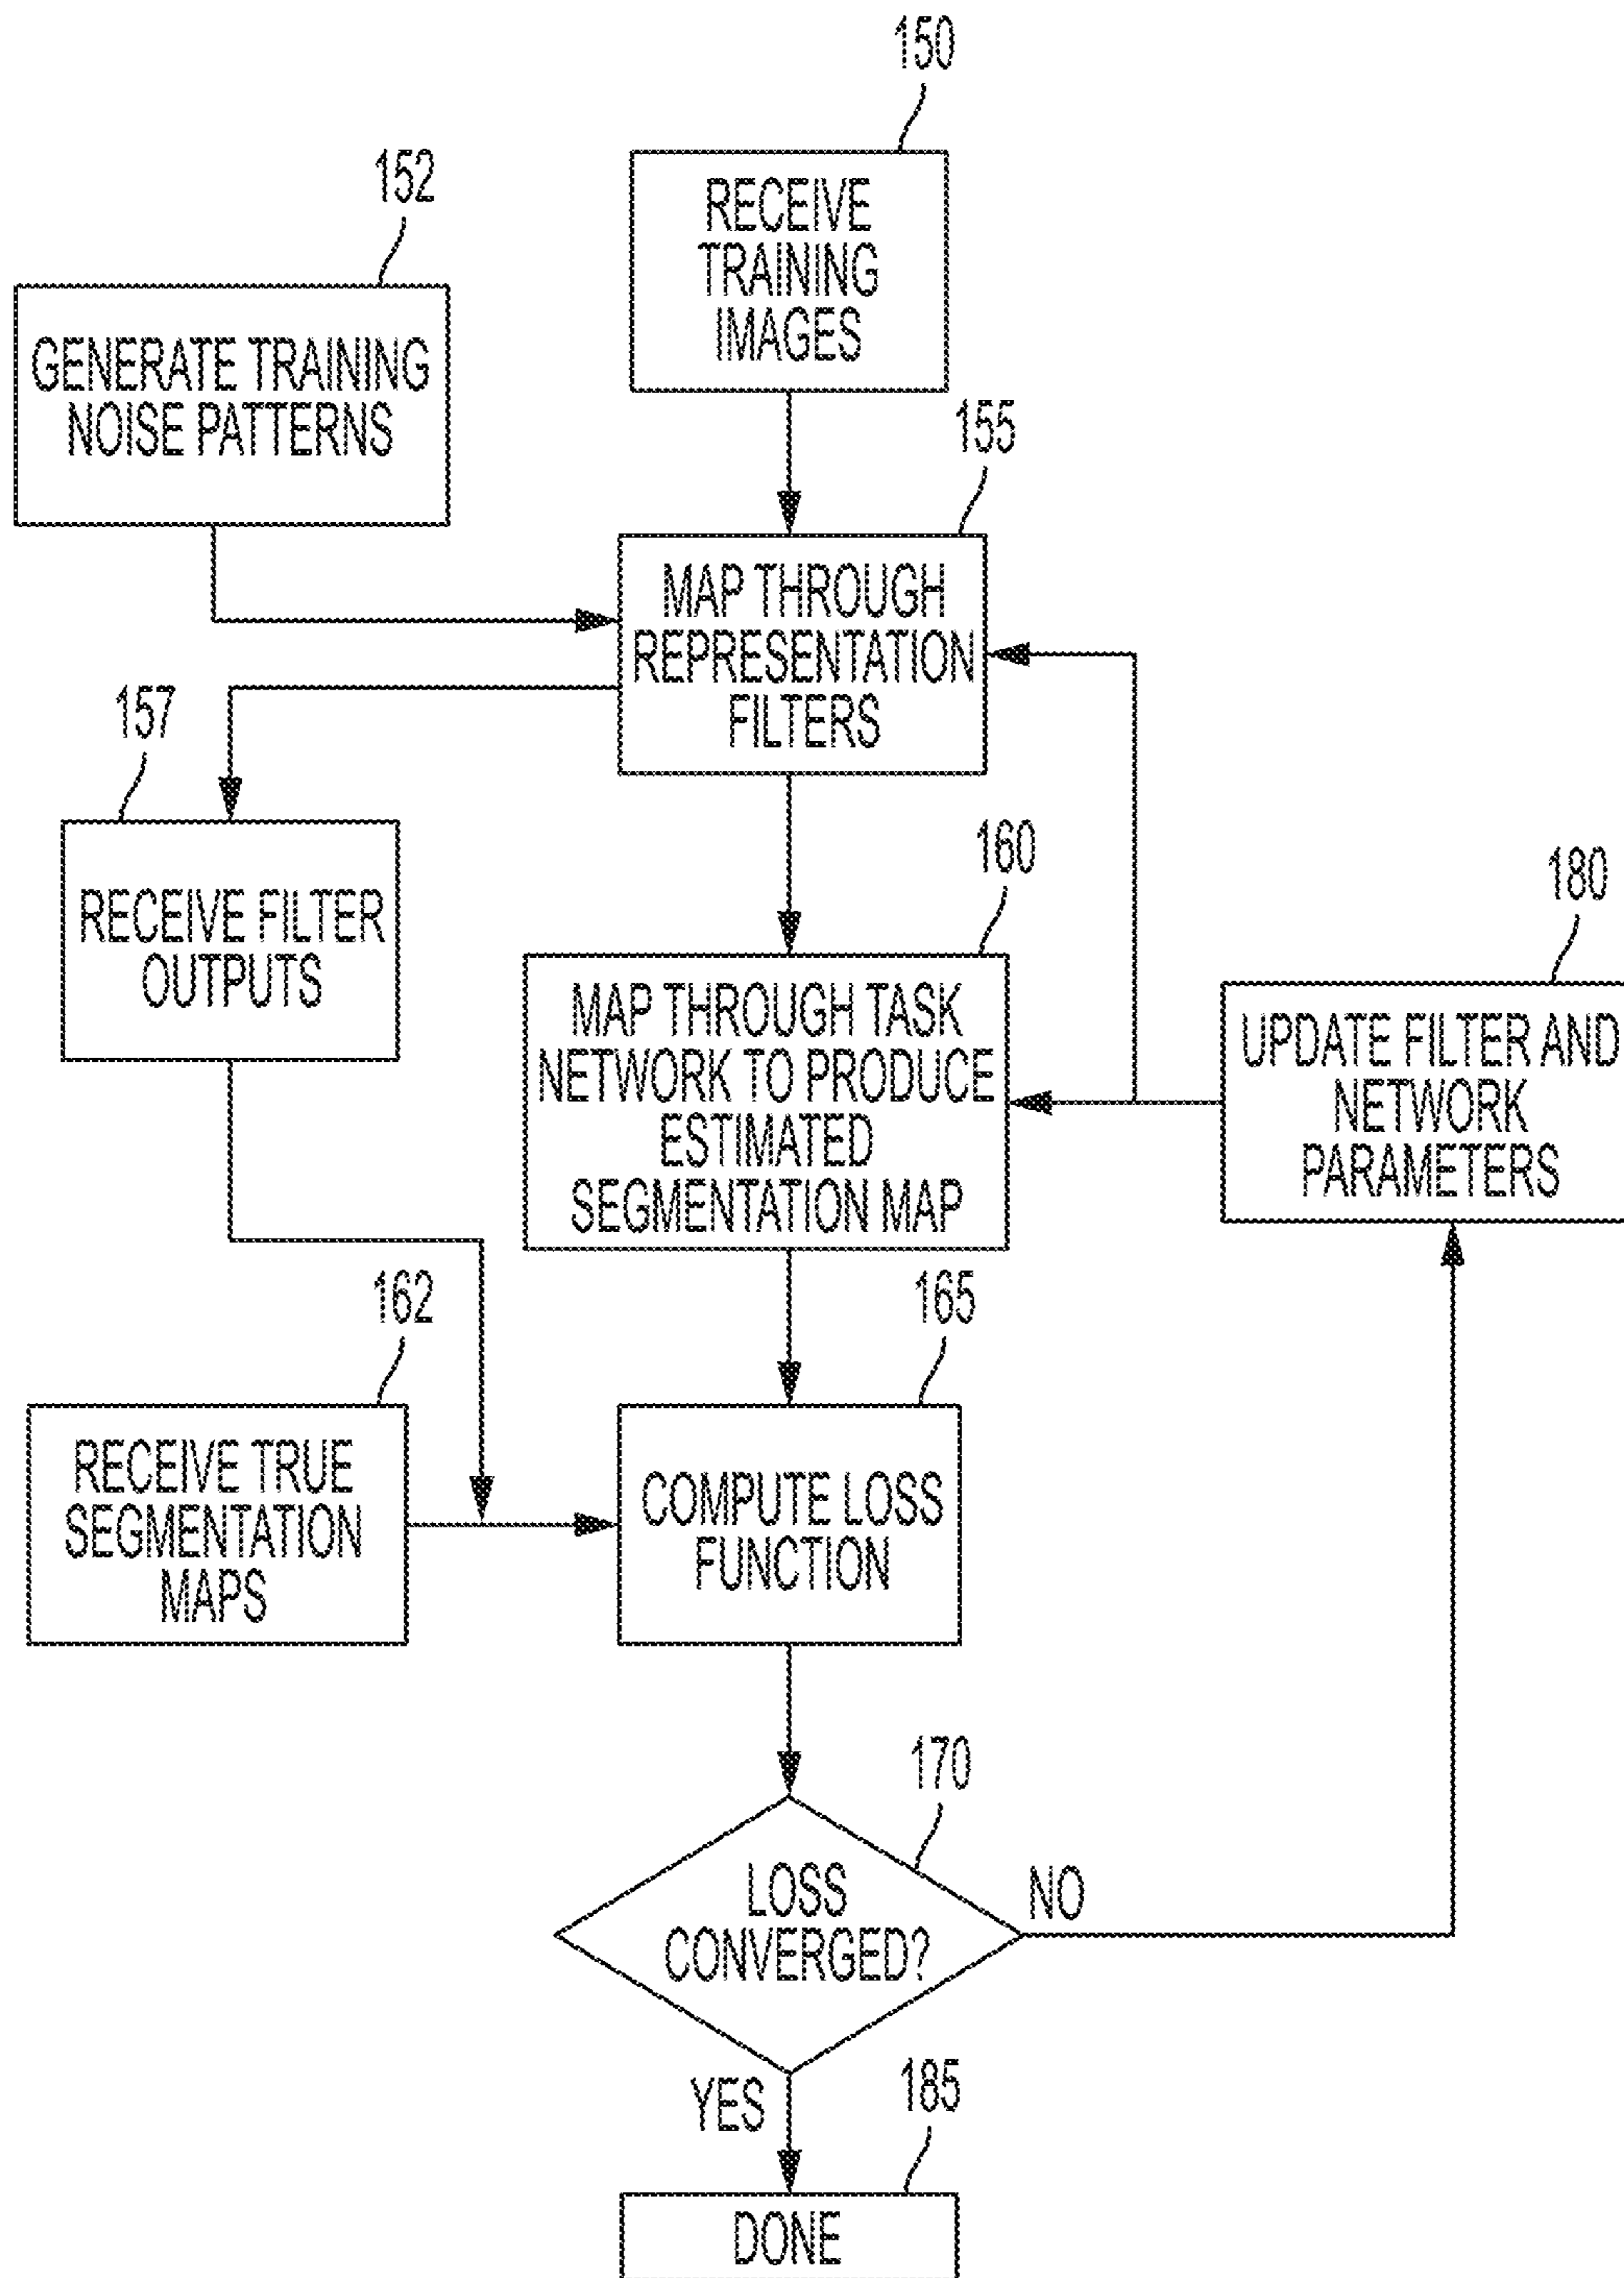 150
RECEIVE
TRAINING
IMAGES
152
GENERATE TRAINING
NOISE PATTERNS
155
MAP THROUGH
REPRESENTATION
FILTERS
157
RECEIVE FILTER
OUTPUTS
160
MAP THROUGH TASK
NETWORK TO PRODUCE
ESTIMATED
SEGMENTATION MAP
180
UPDATE FILTER AND
NETWORK
PARAMETERS
162
RECEIVE TRUE
SEGMENTATION
MAPS
165
COMPUTE LOSS
FUNCTION
170
LOSS
CONVERGED?
NO
YES
185
DONE